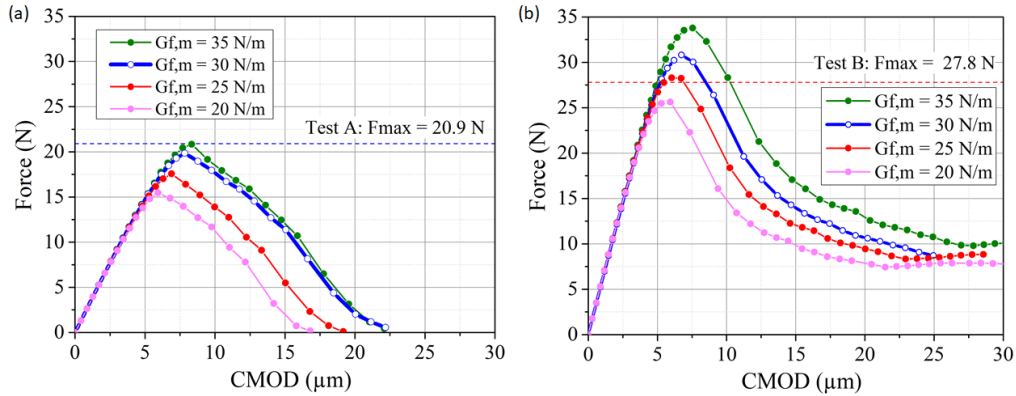 (a)
35
30
25
20
15
10
5
0
Force (N)
Gf,m = 35 N/m
Gf,m = 30 N/m
Gf,m = 25 N/m
Gf,m = 20 N/m
Test A: Fmax = 20.9 N
0 5 10 15 20 25 30
CMOD (µm)
(b)
35
30
25
20
15
10
5
0
Force (N)
Test B: Fmax = 27.8 N
Gf,m = 35 N/m
Gf,m = 30 N/m
Gf,m = 25 N/m
Gf,m = 20 N/m
0 5 10 15 20 25 30
CMOD (µm)